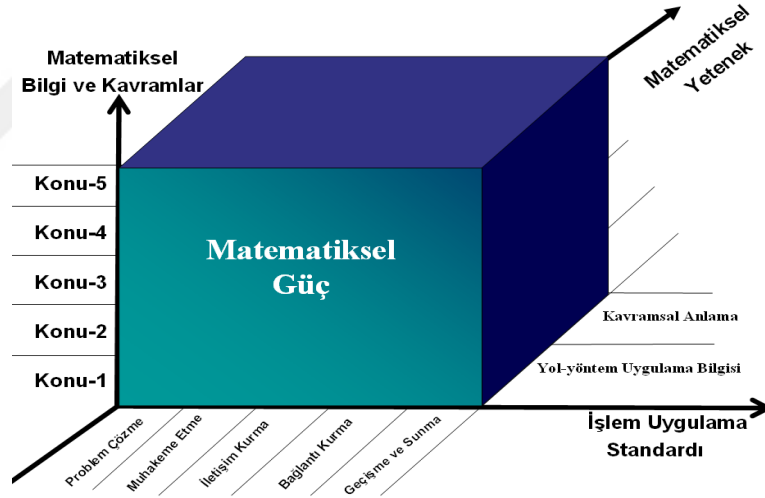 Matematiksel
Bilgi ve Kavramlar
Matematiksel
Yetenek
Konu-5
Konu-4
Konu-3
Konu-2
Konu-1
Matematiksel
Güç
Kavramsal Anlama
Yol-yöntem Uygulama Bilgisi
İşlem Uygulama
Standardı
Problem Çözme
Muhakeme Etme
İletişim Kurma
Bağlantı Kurma
Geçişme ve Sunma